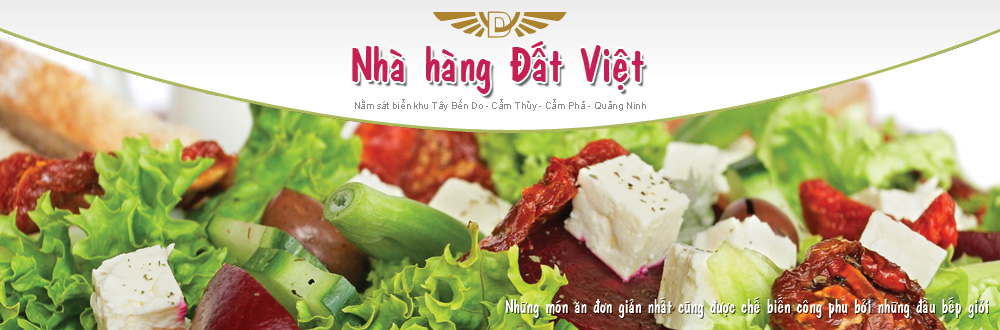 D
Nhà hàng Đất Việt
Nằm sát biển khu Tây Bến Do - Cẩm Thủy - Cẩm Phả - Quảng Ninh
Những món ăn đơn giản nhất cũng được chế biến công phu bởi những đầu bếp giỏi